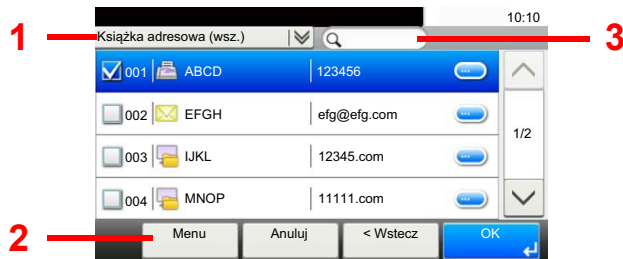 10:10
1 Książka adresowa (wsz.) 3
001 ABCD 123456
002 EFGH efg@efg.com
1/2
003 IJKL 12345.com
004 MNOP 11111.com
2 Menu Anuluj < Wstecz OK